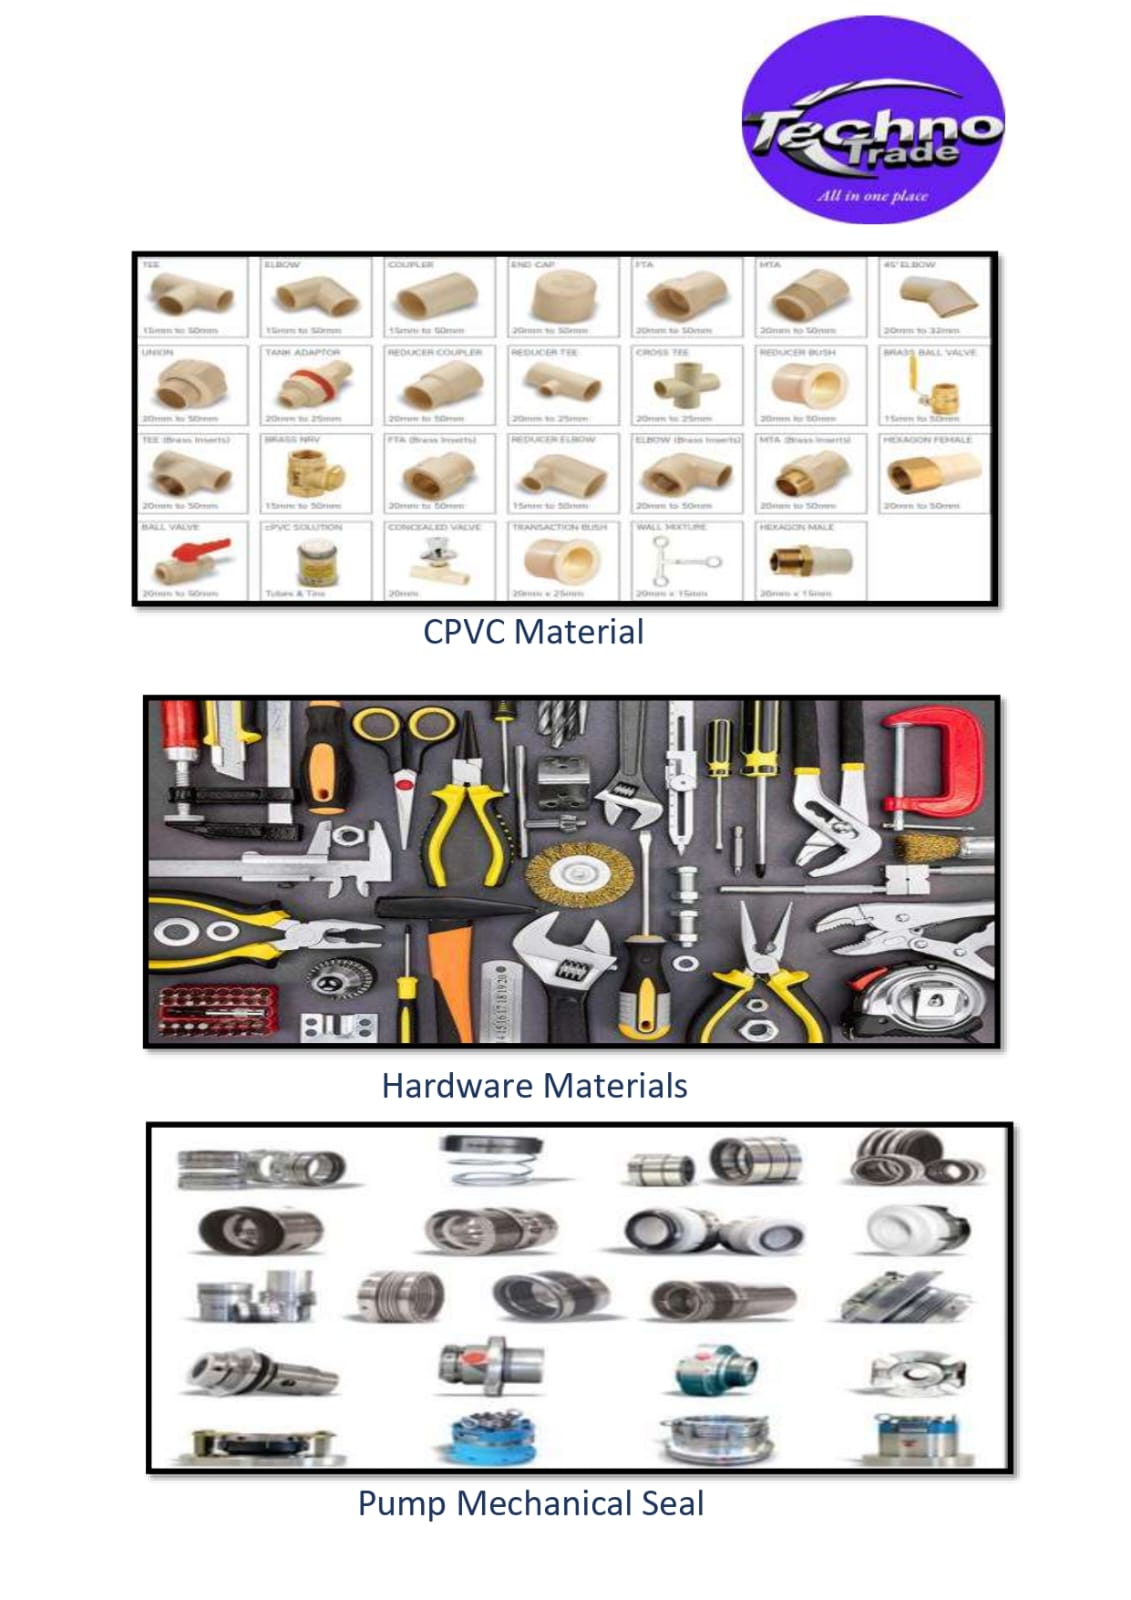 Techno
Trade
All in one place
TEE ELBOW COUPLER END CAP FTA MTA 45° ELBOW
15mm to 50mm 15mm to 50mm 15mm to 50mm 20mm to 50mm 20mm to 50mm 20mm to 50mm 20mm to 32mm
UNION TANK ADAPTOR REDUCER COUPLER REDUCER TEE CROSS TEE REDUCER BUSH BRASS BALL VALVE
20mm to 50mm 20mm to 25mm 20mm to 50mm 20mm to 25mm 20mm to 25mm 20mm to 50mm 15mm to 50mm
TEE (Brass Inserts) BRASS NRV FTA (Brass Inserts) REDUCER ELBOW ELBOW (Brass Inserts) MTA (Brass Inserts) HEXAGON FEMALE
20mm to 50mm 15mm to 50mm 20mm to 50mm 15mm to 50mm 20mm to 50mm 20mm to 50mm 20mm to 50mm
BALL VALVE cPVC SOLUTION CONCEALED VALVE TRANSACTION BUSH WALL MIXTURE HEXAGON MALE
20mm to 50mm Tubes & Tins 20mm 20mm x 25mm 20mm x 15mm 20mm x 15mm
CPVC Material
15 16 17 18 19 20
Hardware Materials
Pump Mechanical Seal